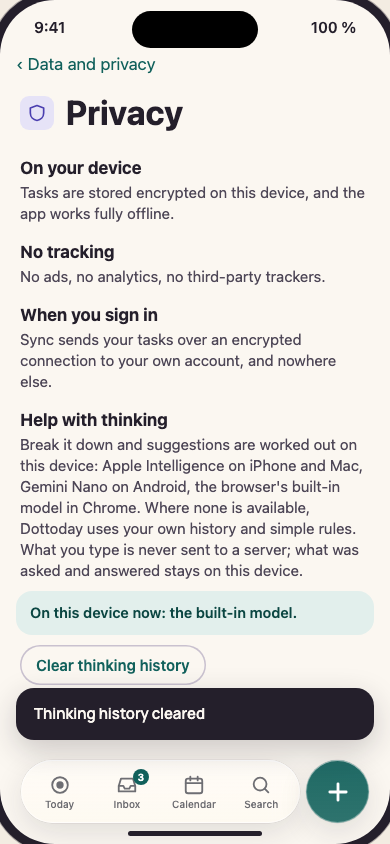 9:41
100 %
‹ Data and privacy
Privacy
On your device
Tasks are stored encrypted on this device, and the
app works fully offline.
No tracking
No ads, no analytics, no third-party trackers.
When you sign in
Sync sends your tasks over an encrypted
connection to your own account, and nowhere
else.
Help with thinking
Break it down and suggestions are worked out on
this device: Apple Intelligence on iPhone and Mac,
Gemini Nano on Android, the browser's built-in
model in Chrome. Where none is available,
Dottoday uses your own history and simple rules.
What you type is never sent to a server; what was
asked and answered stays on this device.
On this device now: the built-in model.
Clear thinking history
Thinking history cleared
3
Today
Inbox
Calendar
Search